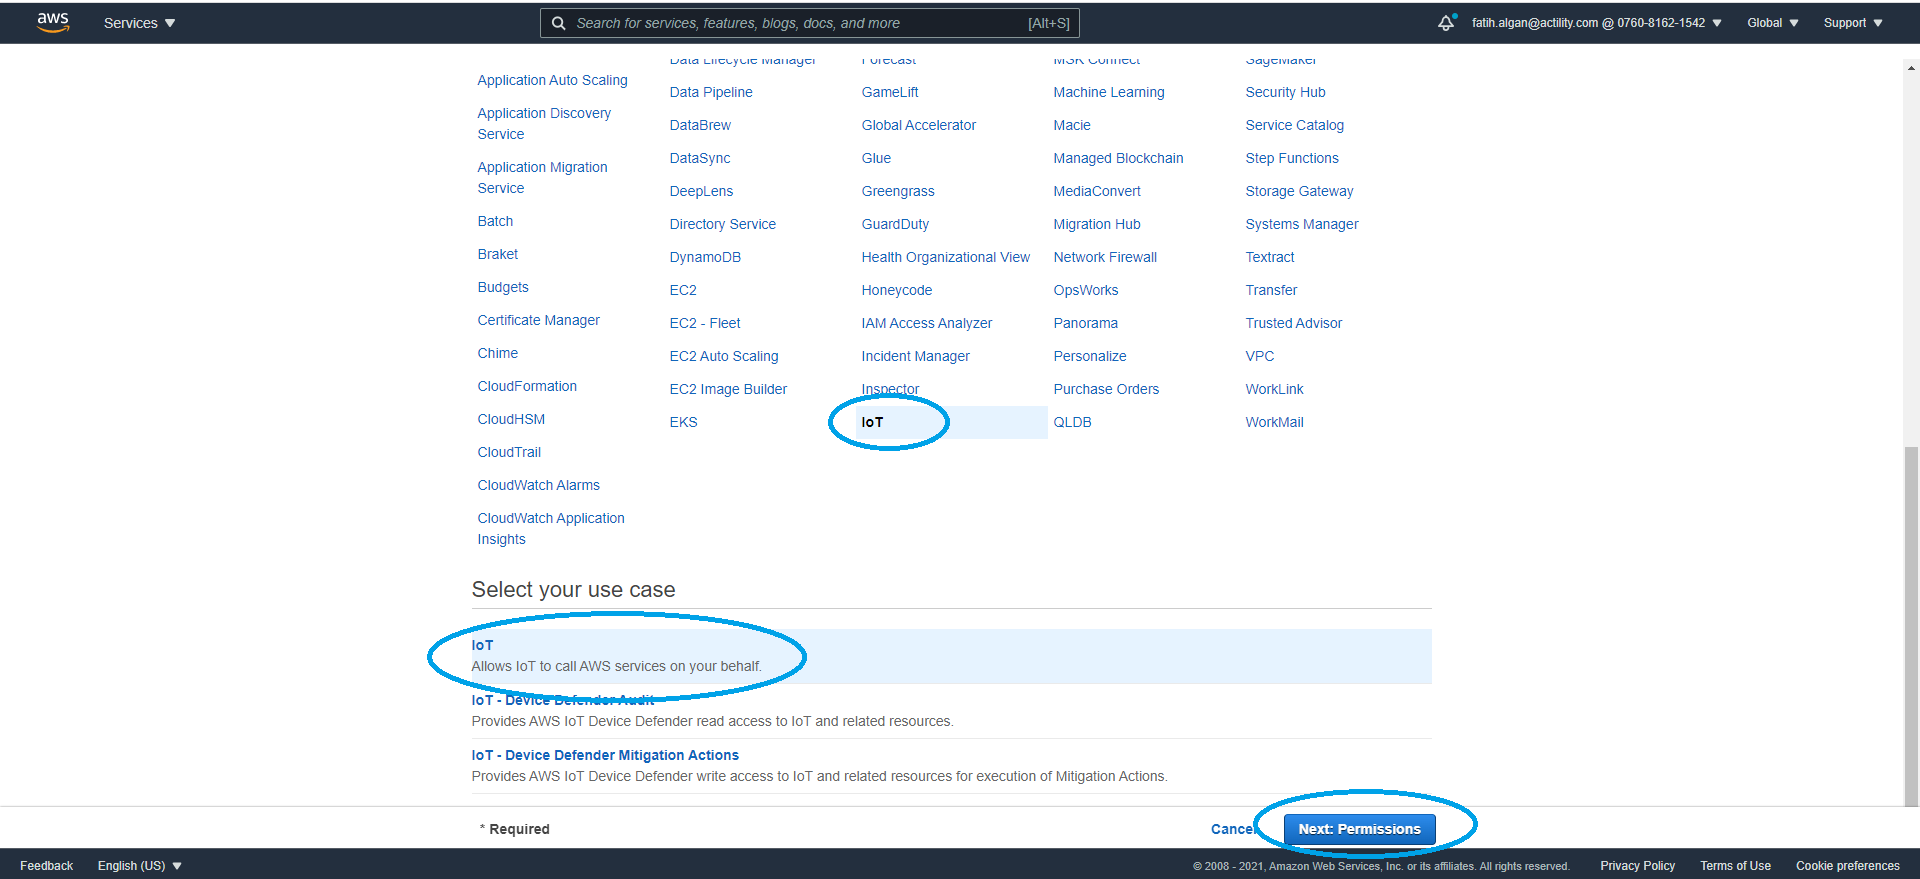 aws
Services
Search for services, features, blogs, docs, and more
[Alt+S]
fatih.algan@actility.com @ 0760-8162-1542
Global
Support
Application Auto Scaling
Application Discovery
Service
Application Migration
Service
Batch
Braket
Budgets
Certificate Manager
Chime
CloudFormation
CloudHSM
CloudTrail
CloudWatch Alarms
CloudWatch Application
Insights
Data Lifecycle Manager
Data Pipeline
DataBrew
DataSync
DeepLens
Directory Service
DynamoDB
EC2
EC2 - Fleet
EC2 Auto Scaling
EC2 Image Builder
EKS
Forecast
GameLift
Global Accelerator
Glue
Greengrass
GuardDuty
Health Organizational View
Honeycode
IAM Access Analyzer
Incident Manager
Inspector
IoT
MSK Connect
Machine Learning
Macie
Managed Blockchain
MediaConvert
Migration Hub
Network Firewall
OpsWorks
Panorama
Personalize
Purchase Orders
QLDB
SageMaker
Security Hub
Service Catalog
Step Functions
Storage Gateway
Systems Manager
Textract
Transfer
Trusted Advisor
VPC
WorkLink
WorkMail
Select your use case
IoT
Allows IoT to call AWS services on your behalf.
IoT - Device Defender Audit
Provides AWS IoT Device Defender read access to IoT and related resources.
IoT - Device Defender Mitigation Actions
Provides AWS IoT Device Defender write access to IoT and related resources for execution of Mitigation Actions.
* Required
Cancel
Next: Permissions
Feedback
English (US)
© 2008 - 2021, Amazon Web Services, Inc. or its affiliates. All rights reserved.
Privacy Policy
Terms of Use
Cookie preferences